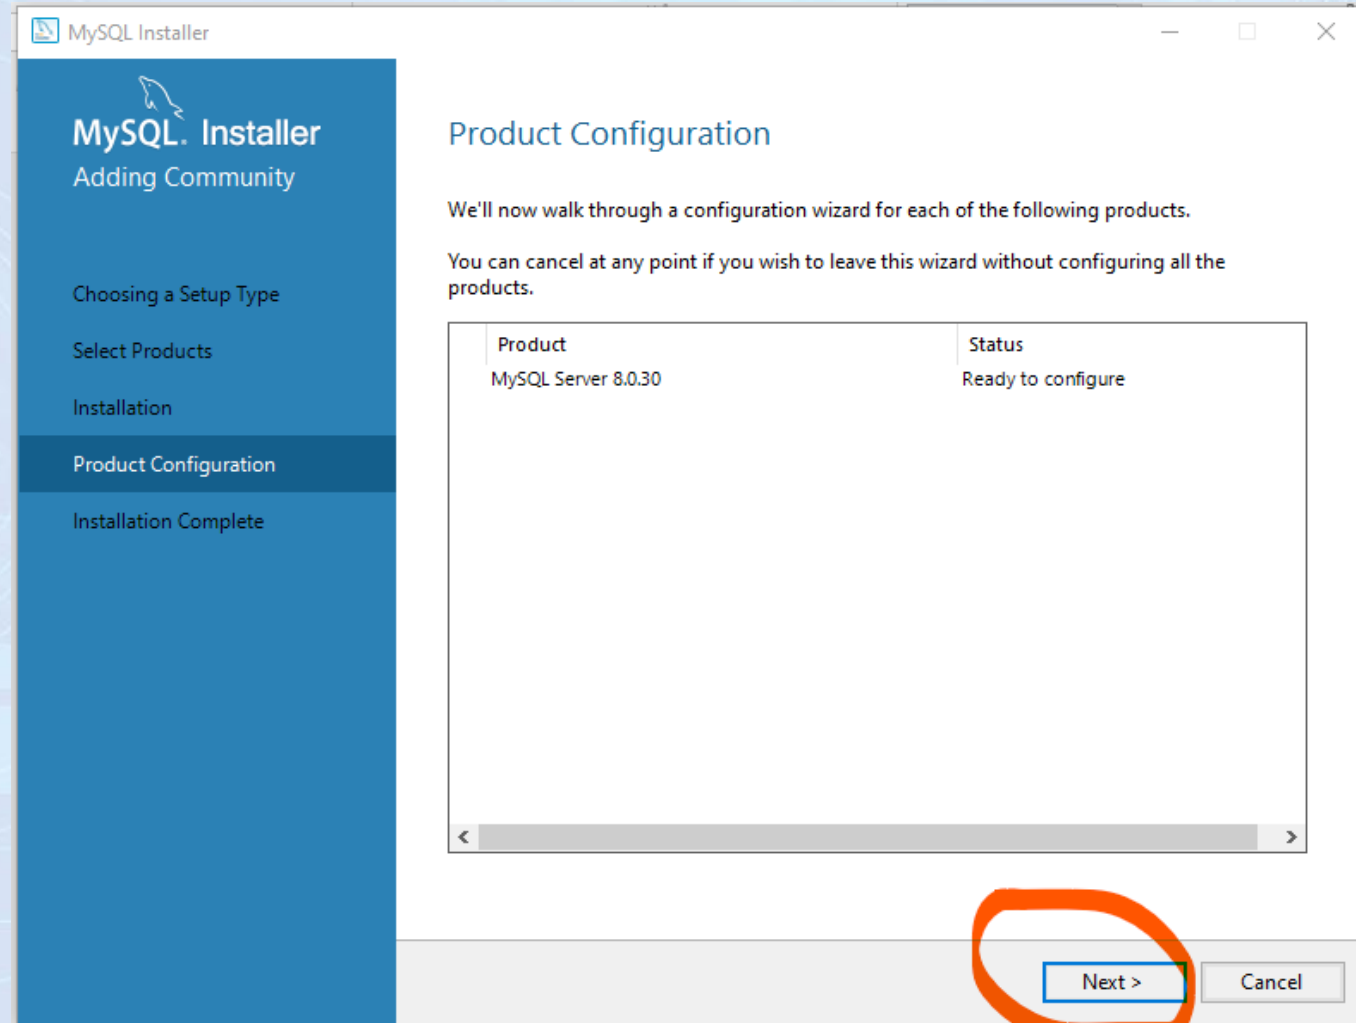 MySQL Installer
MySQL. Installer
Adding Community
Choosing a Setup Type
Select Products
Installation
Product Configuration
Installation Complete
Product Configuration
We'll now walk through a configuration wizard for each of the following products.
You can cancel at any point if you wish to leave this wizard without configuring all the
products.
Product Status
MySQL Server 8.0.30 Ready to configure
Next > Cancel